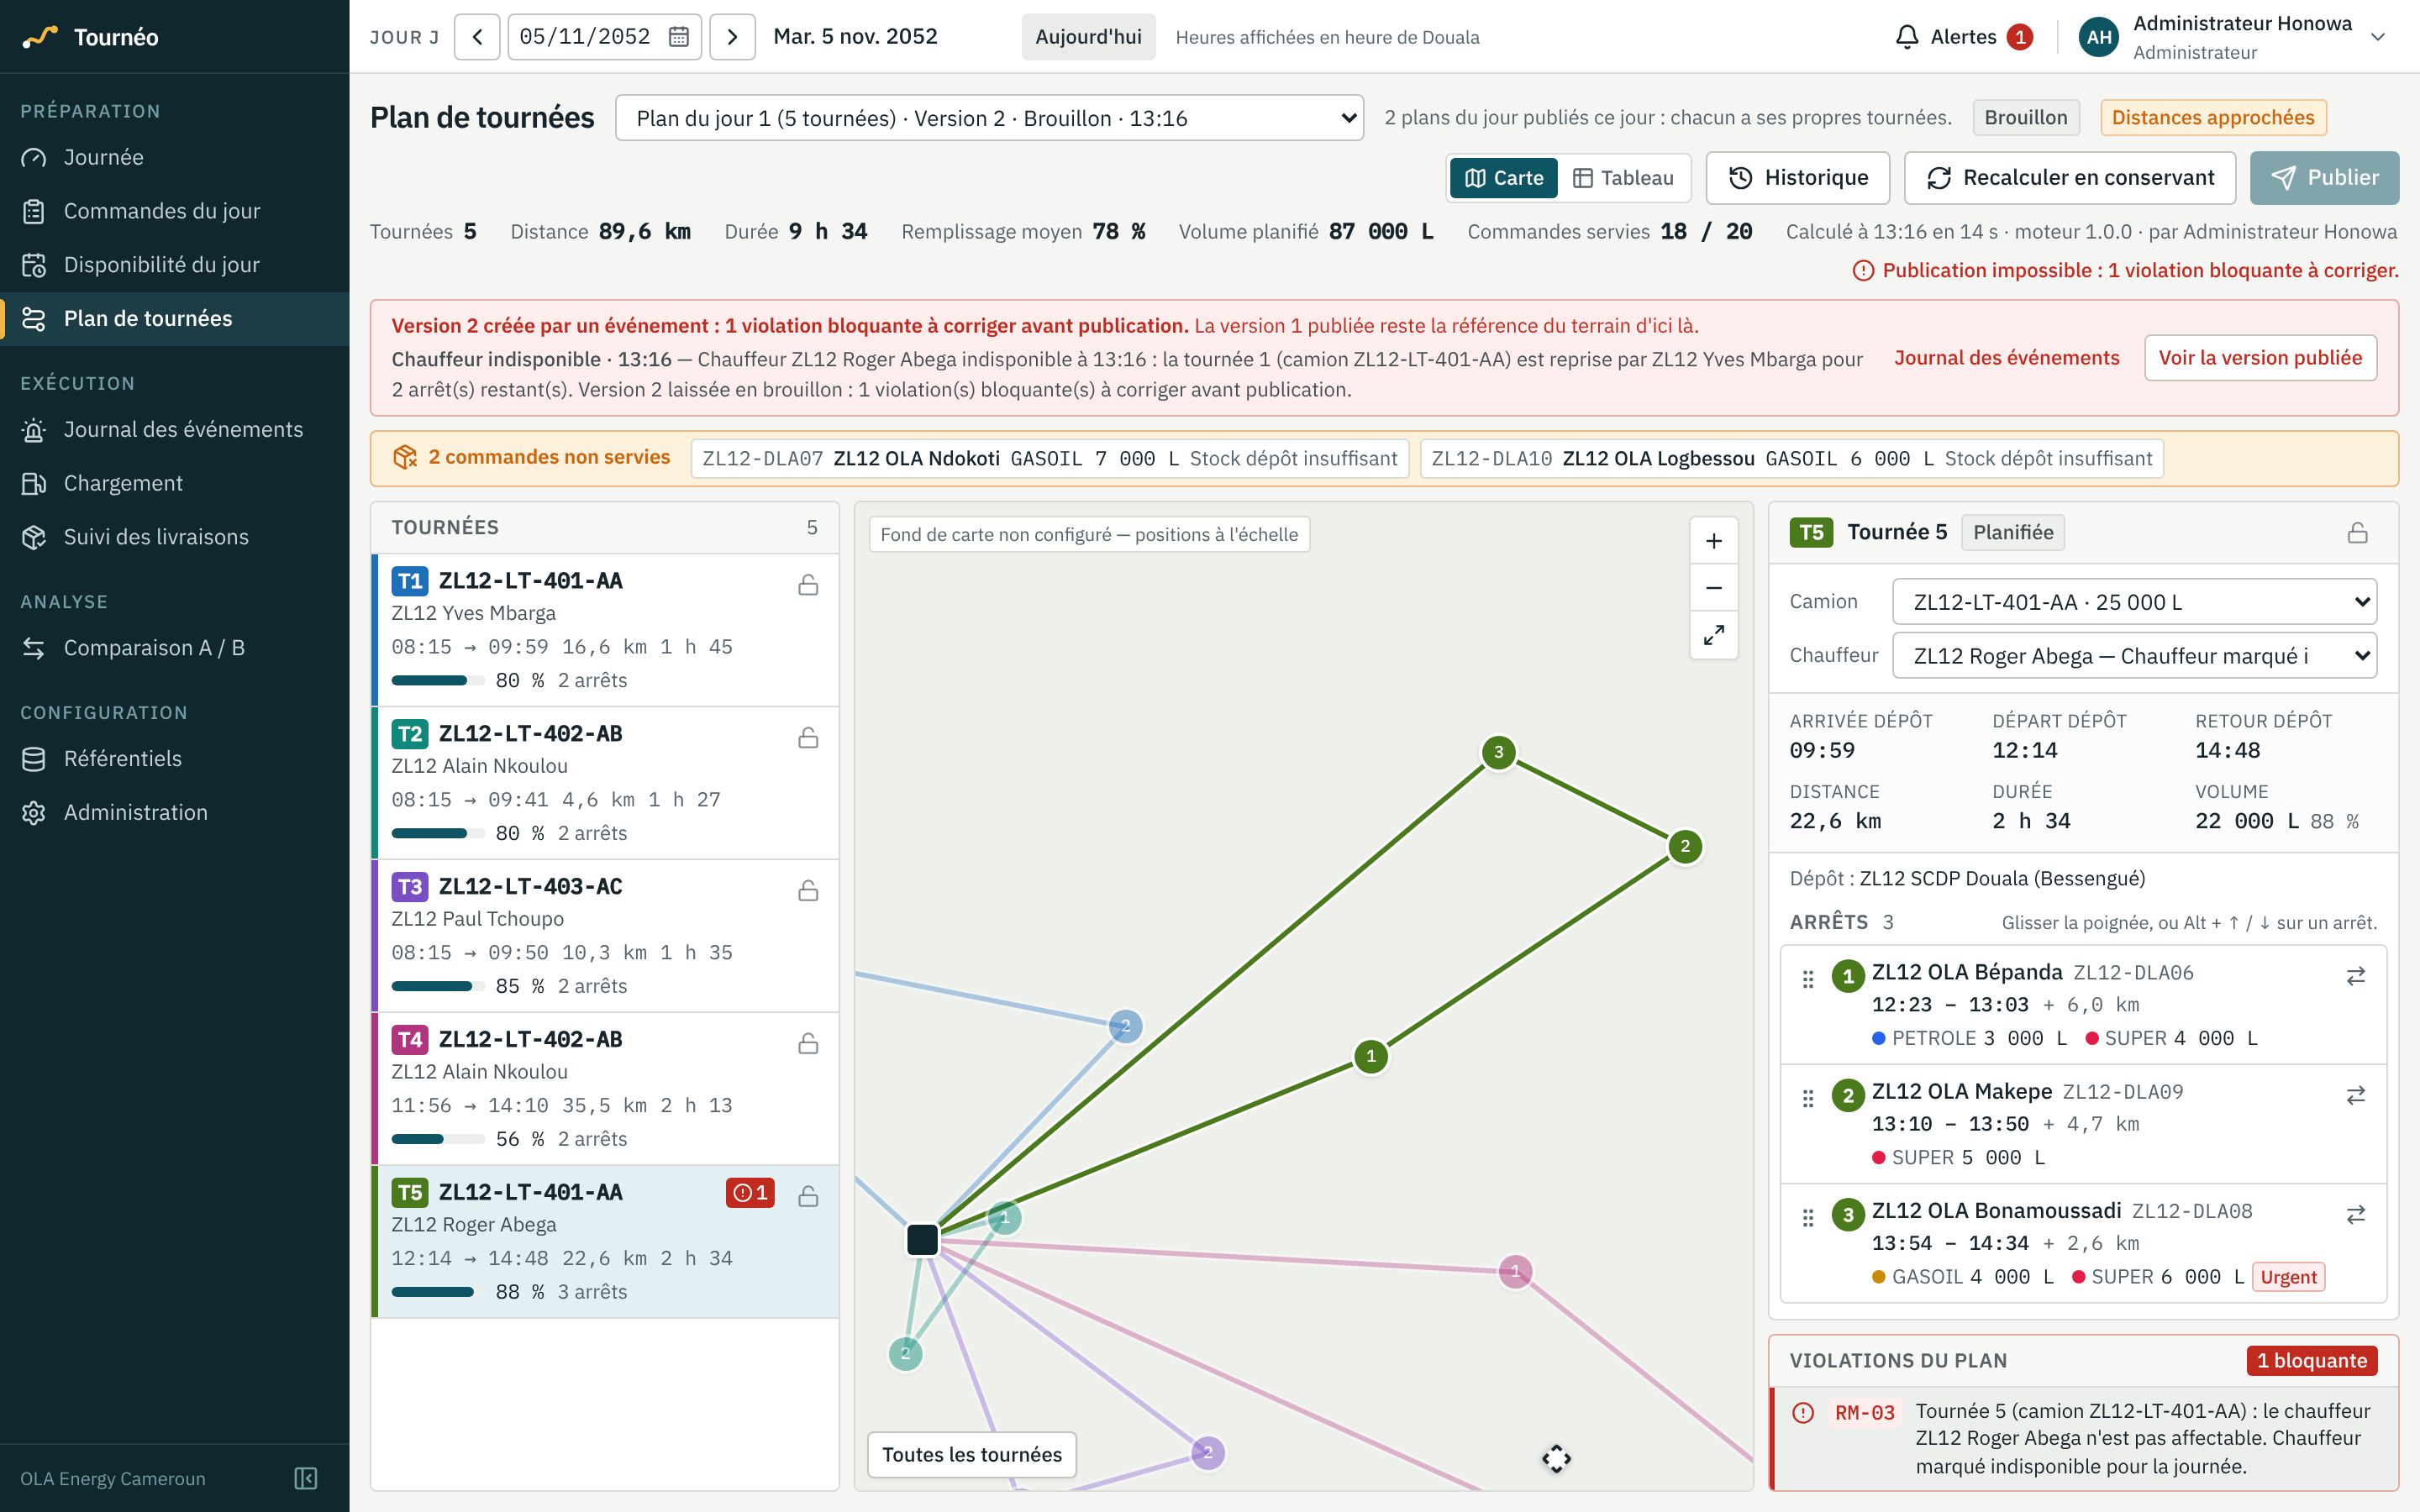 Tournéo
JOUR J
05/11/2052
Mar. 5 nov. 2052
Aujourd'hui
Heures affichées en heure de Douala
Alertes 1
AH
Administrateur Honowa
Administrateur
PRÉPARATION
Journée
Commandes du jour
Disponibilité du jour
Plan de tournées
EXÉCUTION
Journal des événements
Chargement
Suivi des livraisons
ANALYSE
Comparaison A / B
CONFIGURATION
Référentiels
Administration
OLA Energy Cameroun
Plan de tournées
Plan du jour 1 (5 tournées) · Version 2 · Brouillon · 13:16
2 plans du jour publiés ce jour : chacun a ses propres tournées.
Brouillon
Distances approchées
Carte
Tableau
Historique
Recalculer en conservant
Publier
Tournées 5
Distance 89,6 km
Durée 9 h 34
Remplissage moyen 78 %
Volume planifié 87 000 L
Commandes servies 18 / 20
Calculé à 13:16 en 14 s · moteur 1.0.0 · par Administrateur Honowa
Publication impossible : 1 violation bloquante à corriger.
Version 2 créée par un événement : 1 violation bloquante à corriger avant publication. La version 1 publiée reste la référence du terrain d'ici là.
Chauffeur indisponible · 13:16 — Chauffeur ZL12 Roger Abega indisponible à 13:16 : la tournée 1 (camion ZL12-LT-401-AA) est reprise par ZL12 Yves Mbarga pour
2 arrêt(s) restant(s). Version 2 laissée en brouillon : 1 violation(s) bloquante(s) à corriger avant publication.
Journal des événements
Voir la version publiée
2 commandes non servies
ZL12-DLA07 ZL12 OLA Ndokoti GASOIL 7 000 L Stock dépôt insuffisant
ZL12-DLA10 ZL12 OLA Logbessou GASOIL 6 000 L Stock dépôt insuffisant
TOURNÉES 5
T1 ZL12-LT-401-AA
ZL12 Yves Mbarga
08:15 → 09:59 16,6 km 1 h 45
80 % 2 arrêts
T2 ZL12-LT-402-AB
ZL12 Alain Nkoulou
08:15 → 09:41 4,6 km 1 h 27
80 % 2 arrêts
T3 ZL12-LT-403-AC
ZL12 Paul Tchoupo
08:15 → 09:50 10,3 km 1 h 35
85 % 2 arrêts
T4 ZL12-LT-402-AB
ZL12 Alain Nkoulou
11:56 → 14:10 35,5 km 2 h 13
56 % 2 arrêts
T5 ZL12-LT-401-AA 1
ZL12 Roger Abega
12:14 → 14:48 22,6 km 2 h 34
88 % 3 arrêts
Fond de carte non configuré — positions à l'échelle
+
−
3
2
2
1
1
1
2
2
Toutes les tournées
T5 Tournée 5 Planifiée
Camion ZL12-LT-401-AA · 25 000 L
Chauffeur ZL12 Roger Abega — Chauffeur marqué i
ARRIVÉE DÉPÔT DÉPART DÉPÔT RETOUR DÉPÔT
09:59 12:14 14:48
DISTANCE DURÉE VOLUME
22,6 km 2 h 34 22 000 L 88 %
Dépôt : ZL12 SCDP Douala (Bessengué)
ARRÊTS 3 Glisser la poignée, ou Alt + ↑ / ↓ sur un arrêt.
1 ZL12 OLA Bépanda ZL12-DLA06
12:23 – 13:03 + 6,0 km
PETROLE 3 000 L SUPER 4 000 L
2 ZL12 OLA Makepe ZL12-DLA09
13:10 – 13:50 + 4,7 km
SUPER 5 000 L
3 ZL12 OLA Bonamoussadi ZL12-DLA08
13:54 – 14:34 + 2,6 km
GASOIL 4 000 L SUPER 6 000 L Urgent
VIOLATIONS DU PLAN 1 bloquante
RM-03 Tournée 5 (camion ZL12-LT-401-AA) : le chauffeur
ZL12 Roger Abega n'est pas affectable. Chauffeur
marqué indisponible pour la journée.